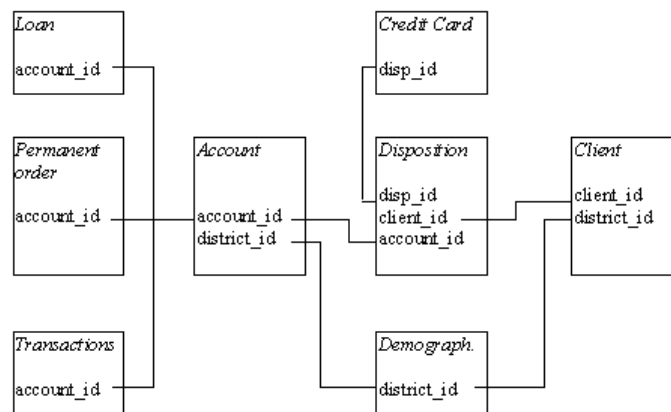 Loan
account_id
Credit Card
disp_id
Permanent
order
account_id
Account
account_id
district_id
Disposition
disp_id
client_id
account_id
Client
client_id
district_id
Transactions
account_id
Demograph.
district_id